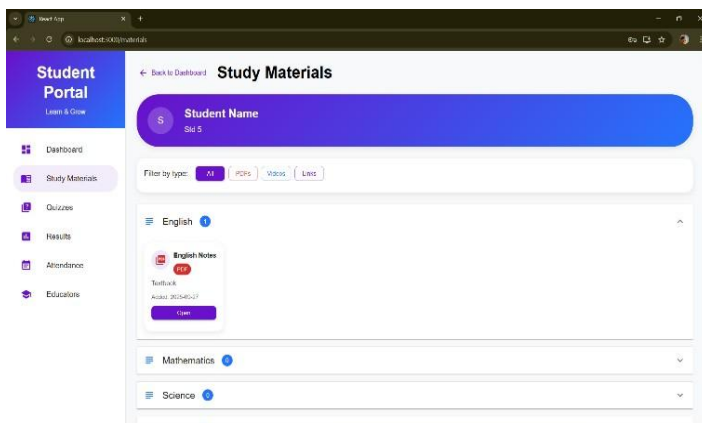 React App
localhost:3000/materials
Student
Portal
Learn & Grow
Dashboard
Study Materials
Quizzes
Results
Attendance
Educators
← Back to Dashboard Study Materials
S
Student Name
Std 5
Filter by type: All PDFs Videos Links
English 1
English Notes
PDF
Textbook
Open
Mathematics 0
Science 0